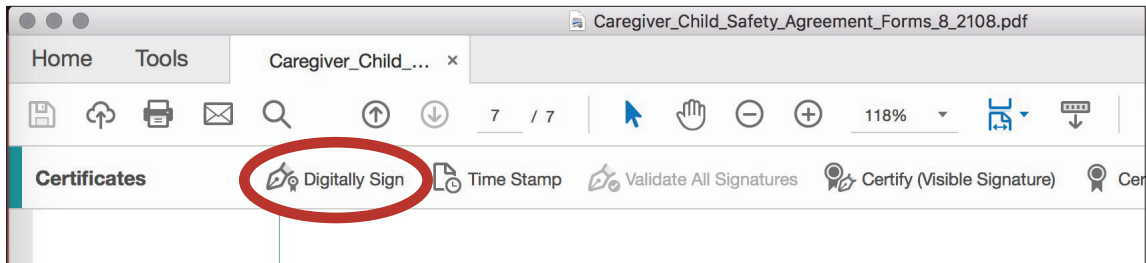 Caregiver_Child_Safety_Agreement_Forms_8_2108.pdf
Home Tools Caregiver_Child_... ×
7 / 7 118%
Certificates Digitally Sign Time Stamp Validate All Signatures Certify (Visible Signature) Cer